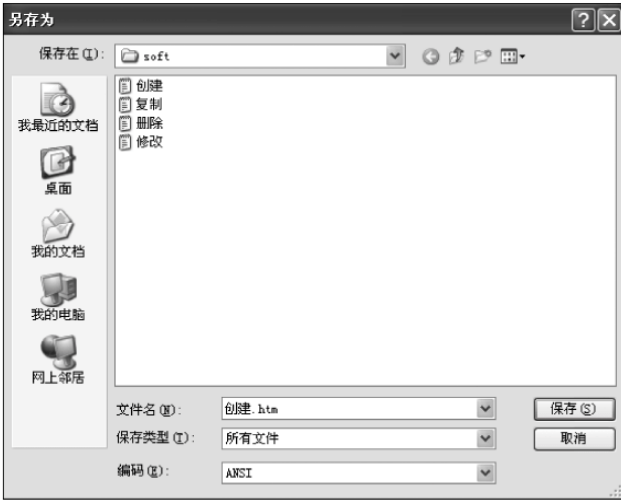 另存为
保存在(I):
soft
我最近的文档
桌面
我的文档
我的电脑
网上邻居
创建
复制
删除
修改
文件名(N):
创建.htm
保存(S)
保存类型(T):
所有文件
取消
编码(E):
ANSI